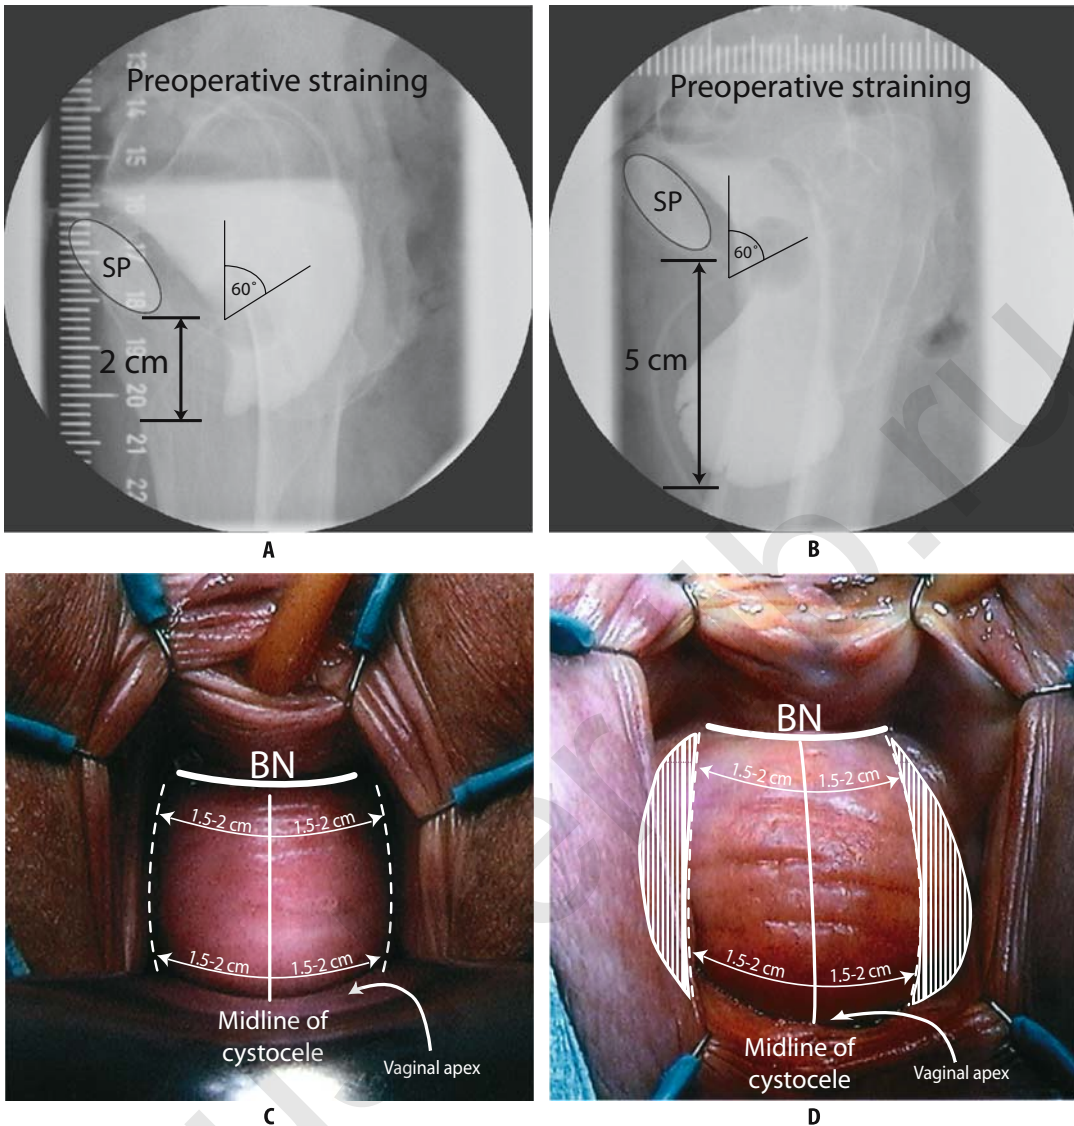 Preoperative straining
13
14
15
16
SP
60°
18
2 cm
19
20
21
22
A
Preoperative straining
SP
60°
5 cm
B
BN
1.5-2 cm 1.5-2 cm
1.5-2 cm 1.5-2 cm
Midline of
cystocele
Vaginal apex
C
BN
1.5-2 cm 1.5-2 cm
1.5-2 cm 1.5-2 cm
Midline of
cystocele
Vaginal apex
D